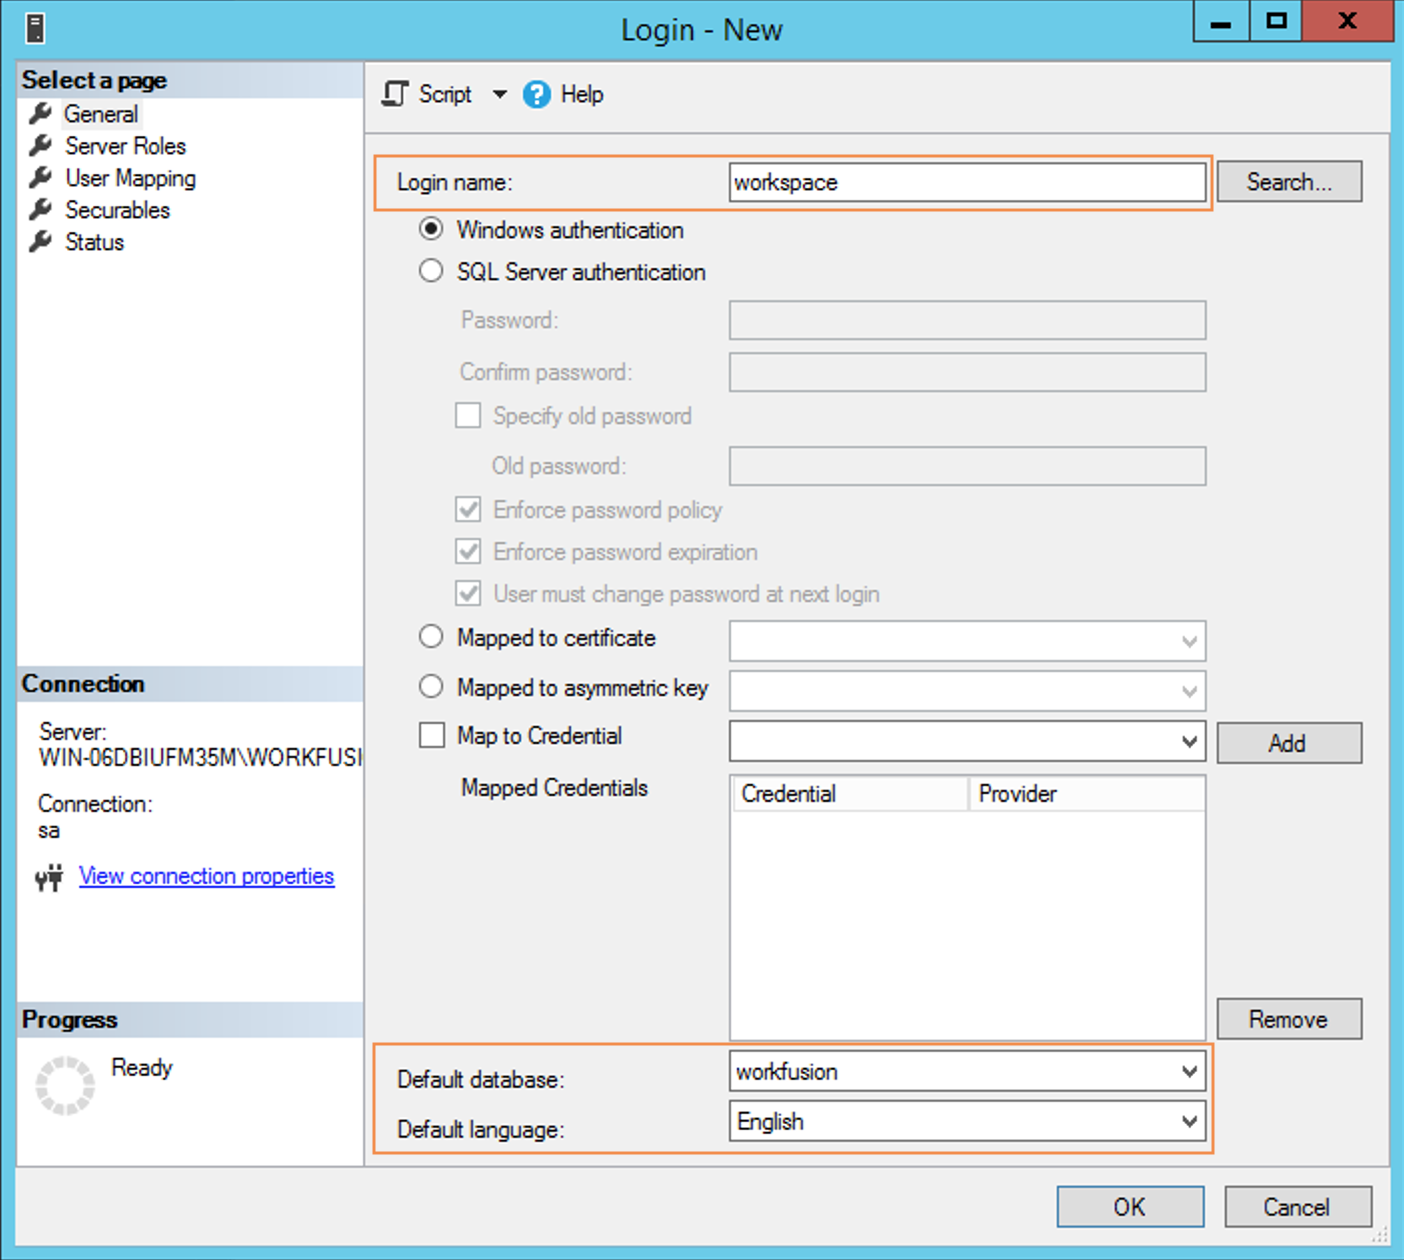 Login - New
Select a page
General
Server Roles
User Mapping
Securables
Status
Script
Help
Login name:
workspace
Search...
Windows authentication
SQL Server authentication
Password:
Confirm password:
Specify old password
Old password:
Enforce password policy
Enforce password expiration
User must change password at next login
Mapped to certificate
Mapped to asymmetric key
Map to Credential
Add
Mapped Credentials
Credential
Provider
Remove
Default database:
workfusion
Default language:
English
Connection
Server:
WIN-06DBIUFM35M\WORKFUSI
Connection:
sa
View connection properties
Progress
Ready
OK
Cancel